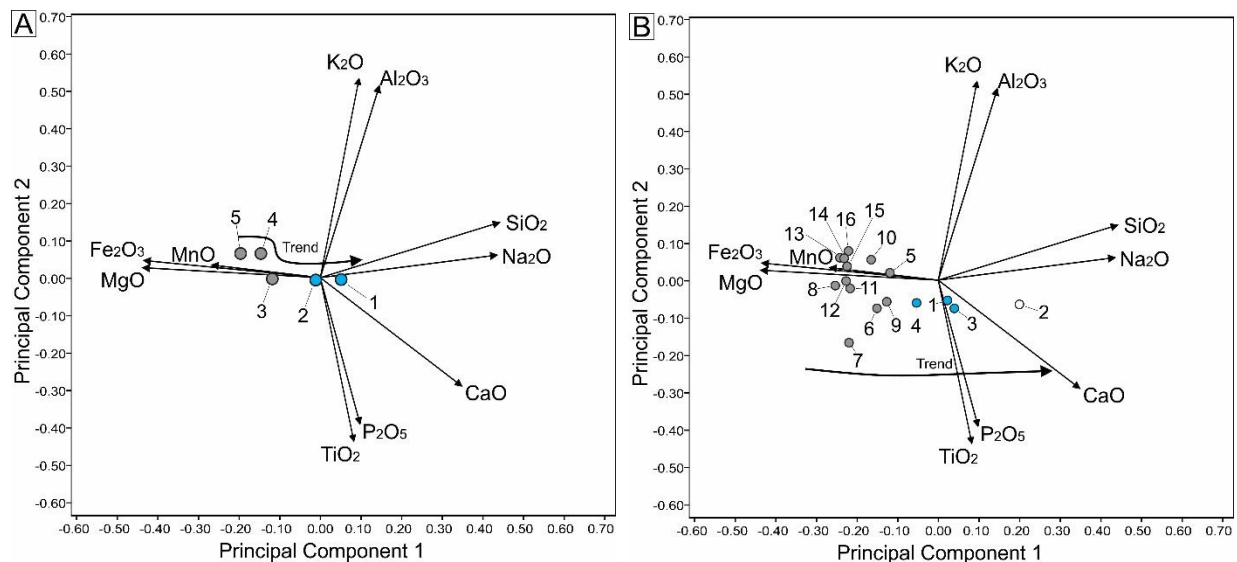 A
0.70
0.60
0.50
0.40
0.30
0.20
0.10
0.00
-0.10
-0.20
-0.30
-0.40
-0.50
-0.60
Principal Component 2
K2O
Al2O3
SiO2
Na2O
Fe2O3
MnO
MgO
CaO
P2O5
TiO2
5
4
Trend
3
2
1
-0.60 -0.50 -0.40 -0.30 -0.20 -0.10 0.00 0.10 0.20 0.30 0.40 0.50 0.60 0.70
Principal Component 1
B
0.70
0.60
0.50
0.40
0.30
0.20
0.10
0.00
-0.10
-0.20
-0.30
-0.40
-0.50
-0.60
Principal Component 2
K2O
Al2O3
SiO2
Na2O
Fe2O3
MnO
MgO
CaO
P2O5
TiO2
14
16
15
13
10
5
8
12
11
6
9
4
1
3
2
7
Trend
-0.60 -0.50 -0.40 -0.30 -0.20 -0.10 0.00 0.10 0.20 0.30 0.40 0.50 0.60 0.70
Principal Component 1